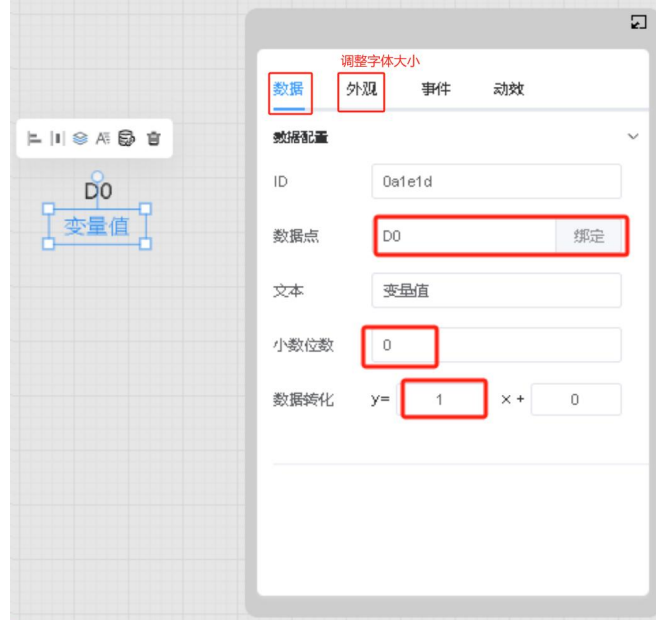 调整字体大小
数据 外观 事件 动效
数据配置
ID 0a1e1d
D0
变量值
数据点 D0 绑定
文本 变量值
小数位数 0
数据转化 y= 1 × + 0